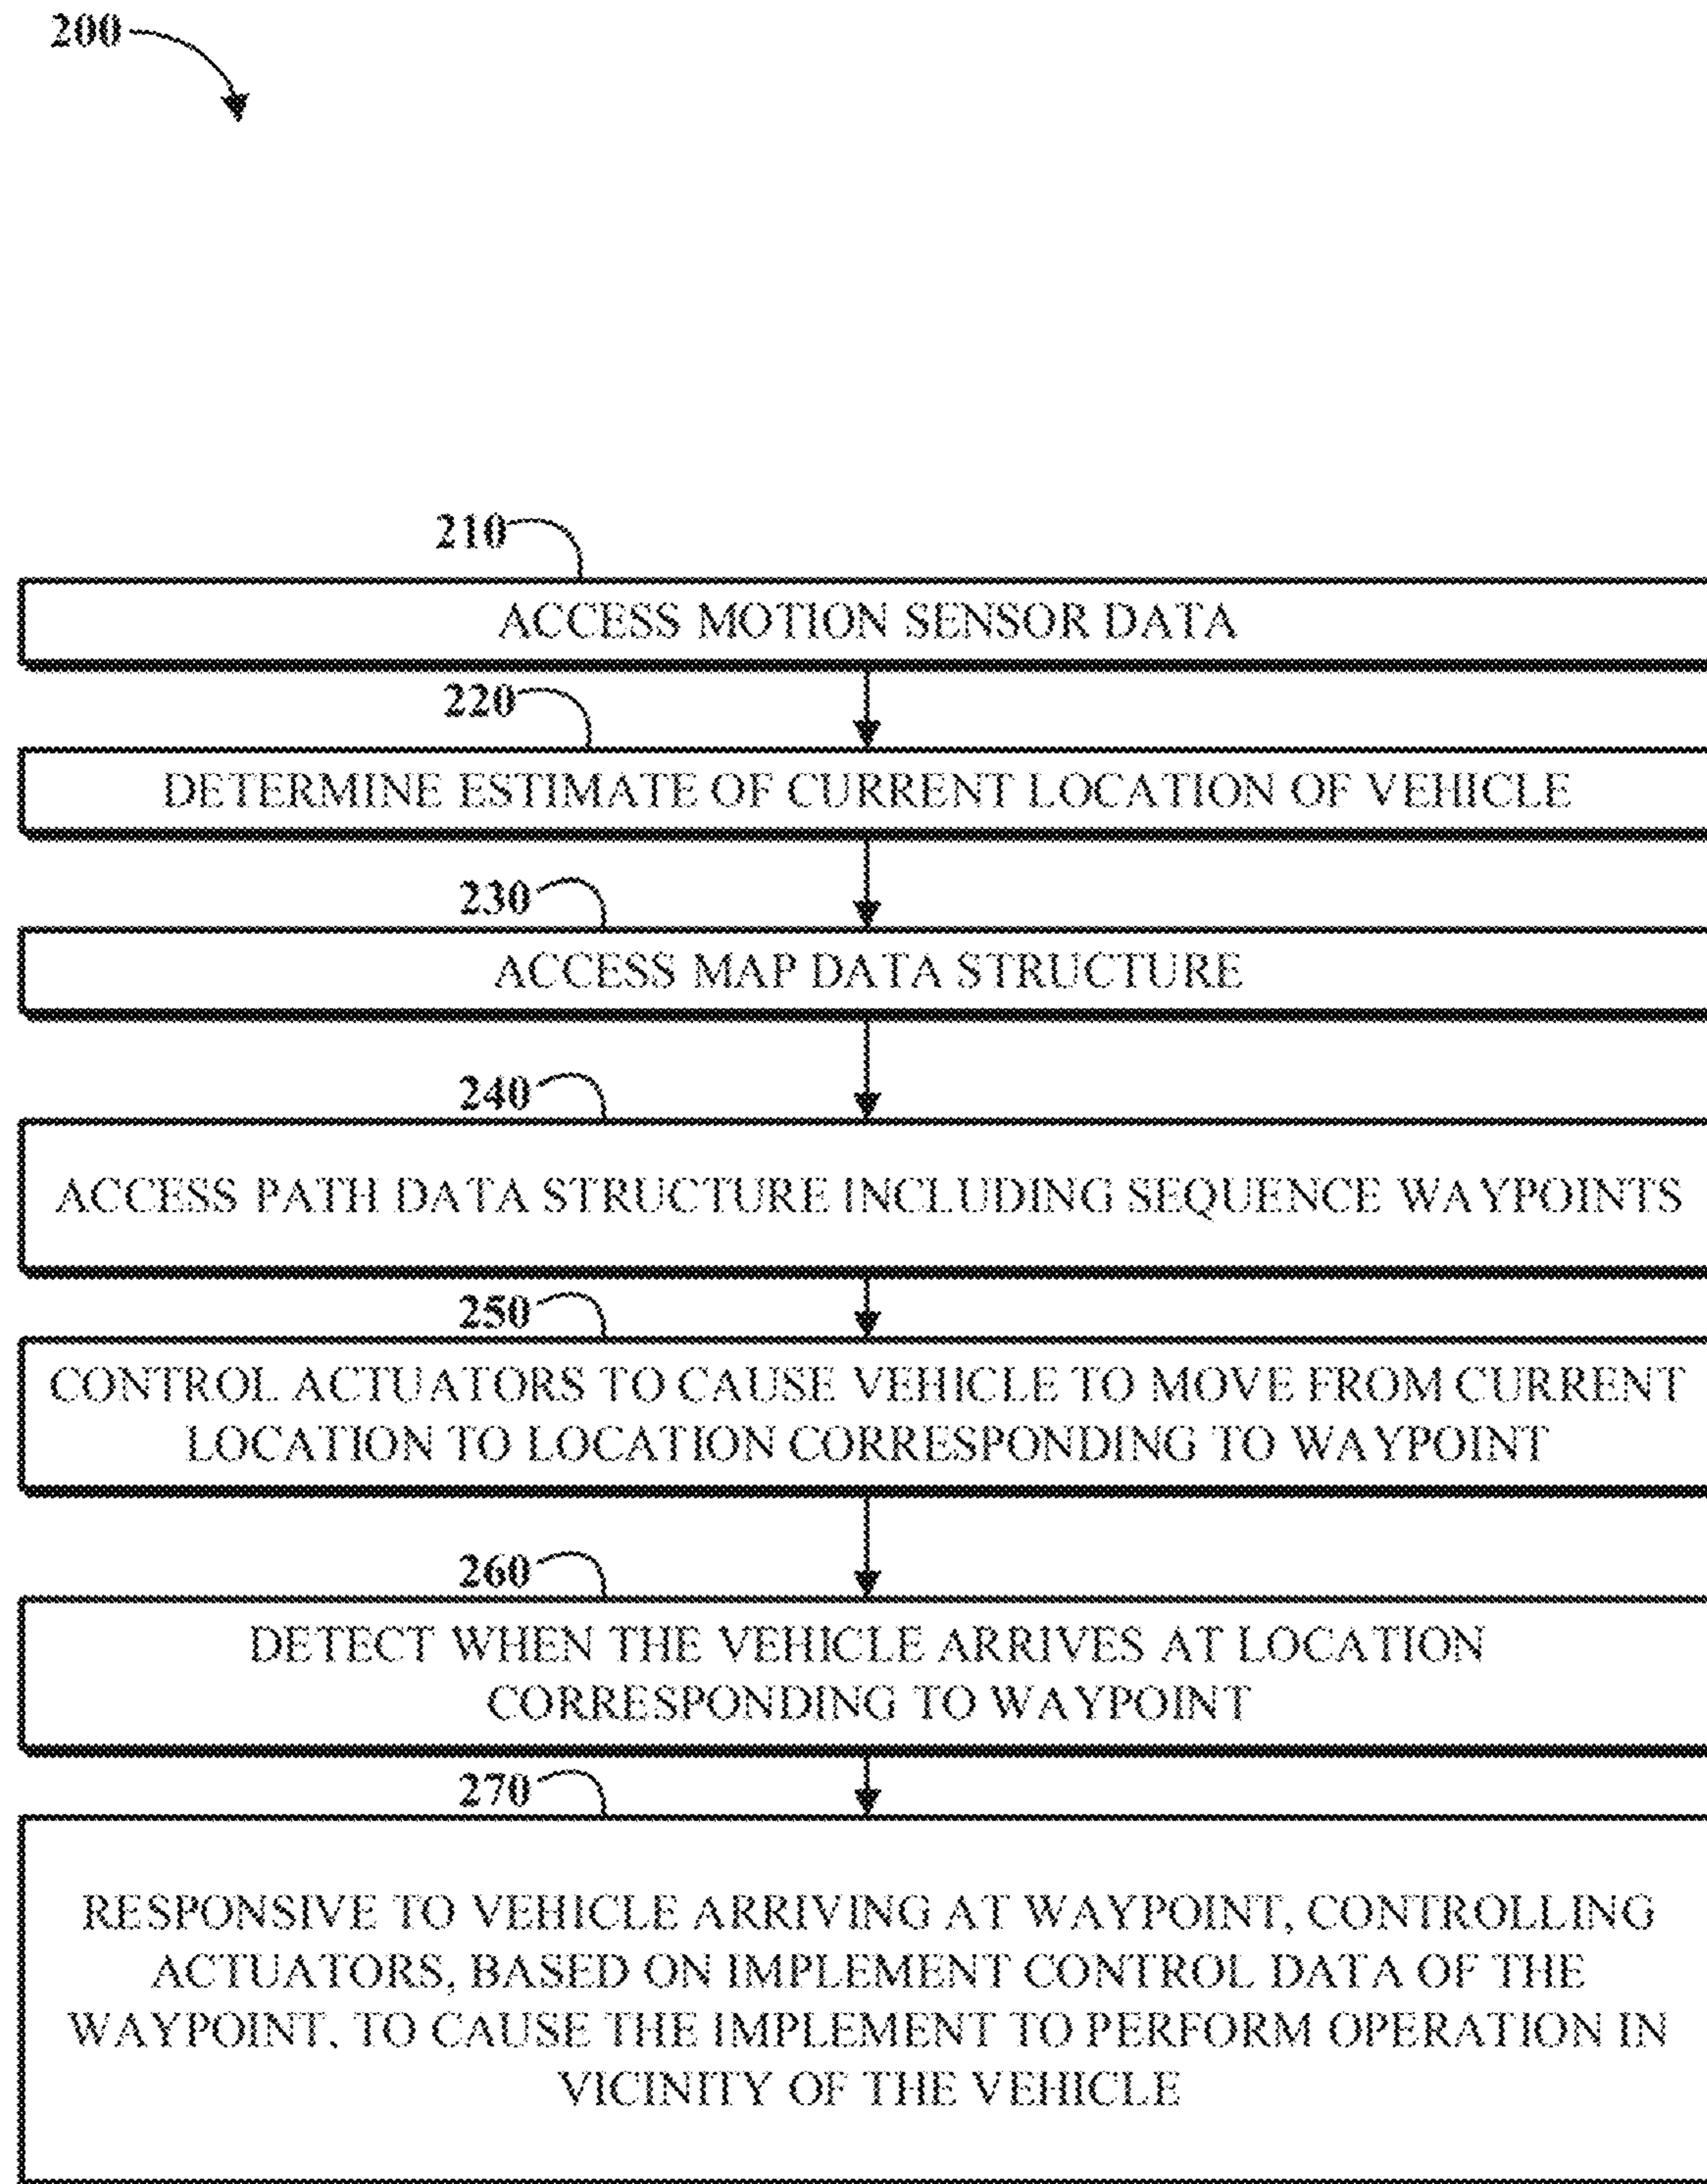 200
210
ACCESS MOTION SENSOR DATA
220
DETERMINE ESTIMATE OF CURRENT LOCATION OF VEHICLE
230
ACCESS MAP DATA STRUCTURE
240
ACCESS PATH DATA STRUCTURE INCLUDING SEQUENCE WAYPOINTS
250
CONTROL ACTUATORS TO CAUSE VEHICLE TO MOVE FROM CURRENT
LOCATION TO LOCATION CORRESPONDING TO WAYPOINT
260
DETECT WHEN THE VEHICLE ARRIVES AT LOCATION
CORRESPONDING TO WAYPOINT
270
RESPONSIVE TO VEHICLE ARRIVING AT WAYPOINT, CONTROLLING
ACTUATORS, BASED ON IMPLEMENT CONTROL DATA OF THE
WAYPOINT, TO CAUSE THE IMPLEMENT TO PERFORM OPERATION IN
VICINITY OF THE VEHICLE